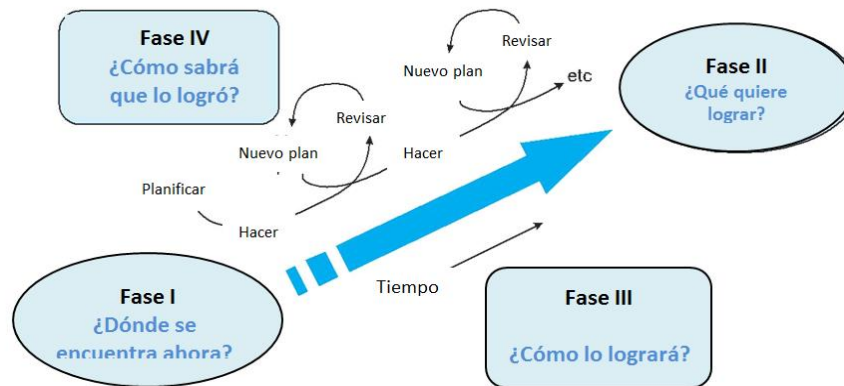 Fase IV
¿Cómo sabrá
que lo logró?
Revisar
Nuevo plan
etc
Fase II
¿Qué quiere
lograr?
Revisar
Nuevo plan
Hacer
Planificar
Hacer
Fase I
¿Dónde se
encuentra ahora?
Tiempo
Fase III
¿Cómo lo logrará?